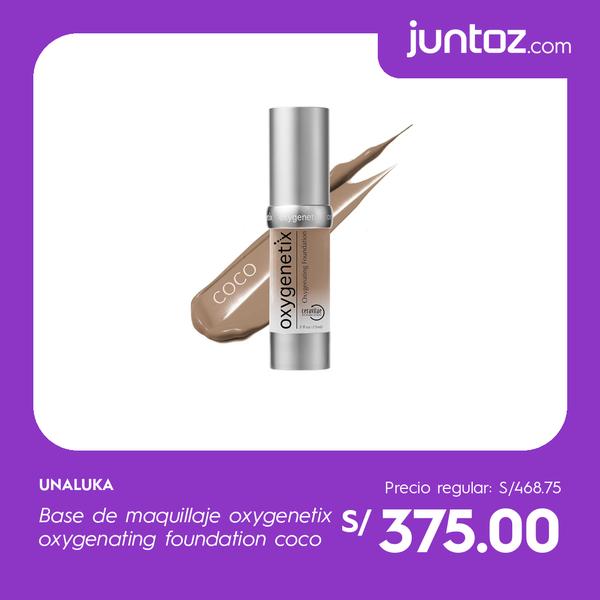 juntoz.com
COCO
oxygenetix
oxygenetix
Oxygenating Foundation
UNALUKA
Base de maquillaje oxygenetix
oxygenating foundation coco
Precio regular: S/468.75
S/ 375.00